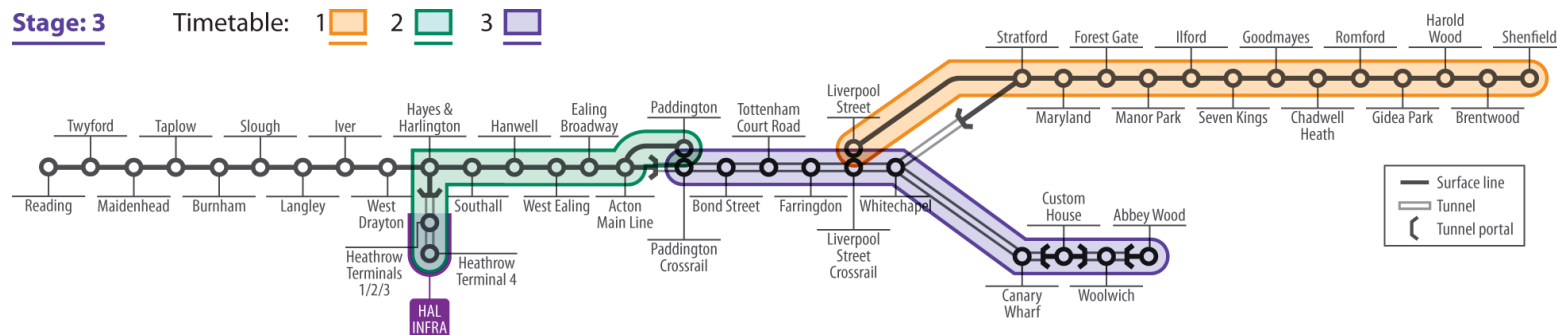 Stage: 3
Timetable: 1 2 3
Twyford
Taplow
Slough
Iver
Hayes &
Harlington
Hanwell
Ealing
Broadway
Paddington
Tottenham
Court Road
Liverpool
Street
Stratford
Forest Gate
Ilford
Goodmayes
Romford
Harold
Wood
Shenfield
Maryland
Manor Park
Seven Kings
Chadwell
Heath
Gidea Park
Brentwood
Reading
Maidenhead
Burnham
Langley
West
Drayton
Southall
West Ealing
Acton
Main Line
Bond Street
Farringdon
Whitechapel
Heathrow
Terminals
1/2/3
Heathrow
Terminal 4
Paddington
Crossrail
Liverpool
Street
Crossrail
Custom
House
Abbey Wood
Canary
Wharf
Woolwich
HAL
INFRA
Surface line
Tunnel
Tunnel portal